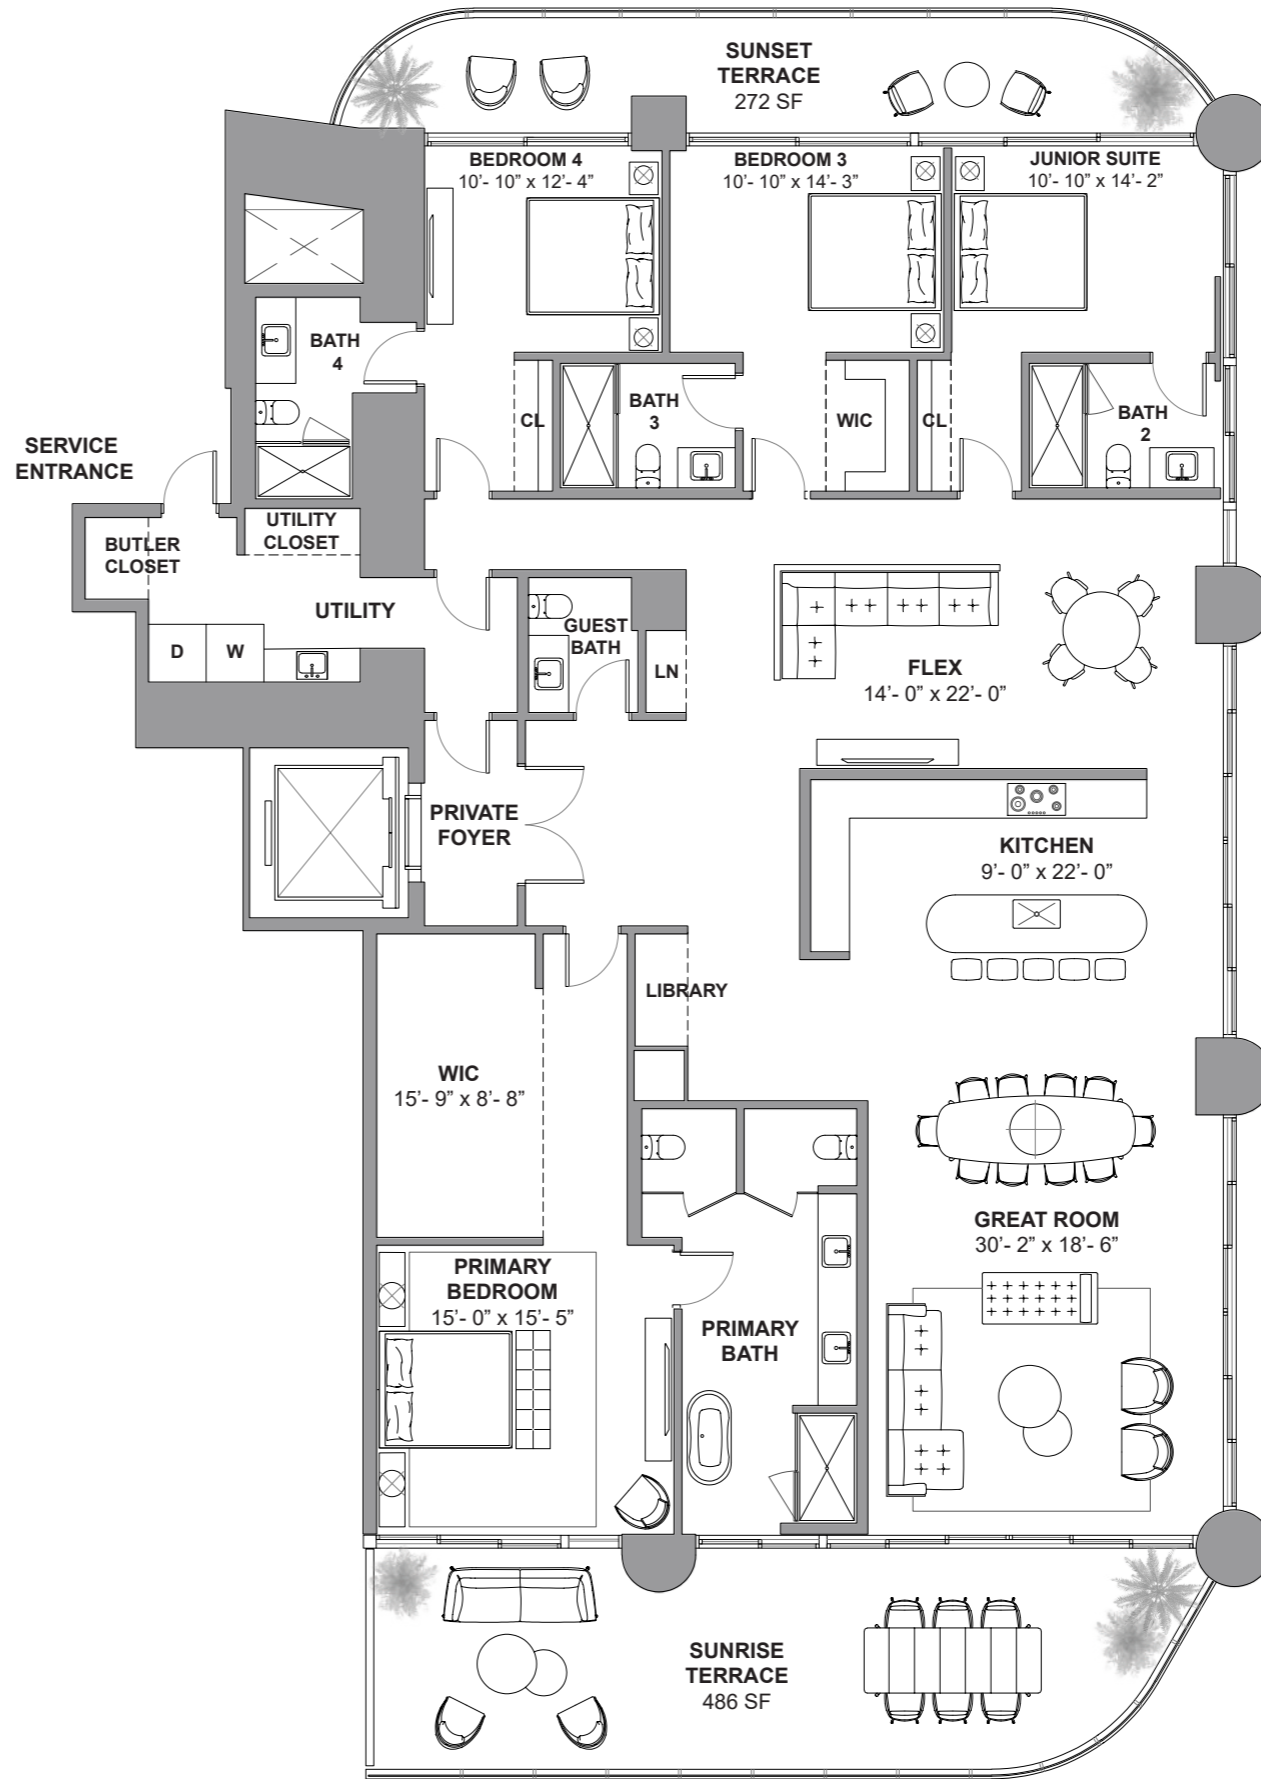 SUNSET
TERRACE
272 SF
BEDROOM 4
10'- 10” x 12'- 4”
BEDROOM 3
10'- 10” x 14'- 3”
JUNIOR SUITE
10'- 10” x 14'- 2”
BATH
4
CL
BATH
3
WIC
CL
BATH
2
SERVICE
ENTRANCE
BUTLER
CLOSET
UTILITY
CLOSET
UTILITY
D
W
GUEST
BATH
LN
FLEX
14'- 0” x 22'- 0”
PRIVATE
FOYER
KITCHEN
9'- 0” x 22'- 0”
LIBRARY
WIC
15'- 9” x 8'- 8”
GREAT ROOM
30'- 2” x 18'- 6”
PRIMARY
BEDROOM
15'- 0” x 15'- 5”
PRIMARY
BATH
SUNRISE
TERRACE
486 SF